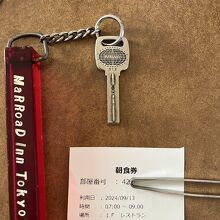 MaRRoaD Inn Tokyo
朝食券
部屋番号 : 42
利用日 : 2024/09/13
時間 : 07:00 ~ 09:00
場所 : 1F レストラン